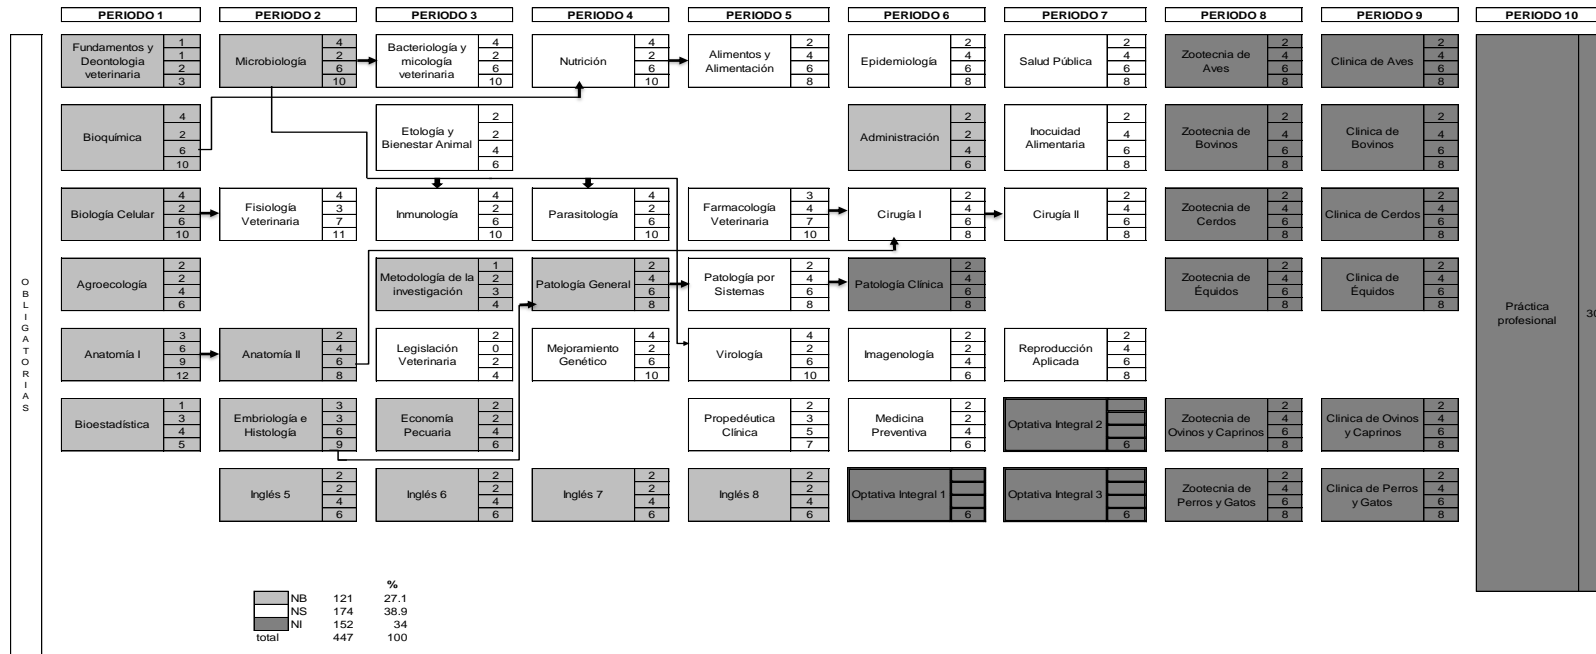 PERIODO 1
PERIODO 2
PERIODO 3
PERIODO 4
PERIODO 5
PERIODO 6
PERIODO 7
PERIODO 8
PERIODO 9
PERIODO 10
OBLIGATORIAS
Fundamentos y
Deontologia
veterinaria
1
1
2
3
Microbiología
4
2
6
10
Bacteriología y
micología
veterinaria
4
2
6
10
Nutrición
4
2
6
10
Alimentos y
Alimentación
2
4
6
8
Epidemiología
2
4
6
8
Salud Pública
2
4
6
8
Zootecnia de
Aves
2
4
6
8
Clinica de Aves
2
4
6
8
Bioquímica
4
2
6
10
Etología y
Bienestar Animal
2
2
4
6
Administración
2
2
4
6
Inocuidad
Alimentaria
2
4
6
8
Zootecnia de
Bovinos
2
4
6
8
Clinica de
Bovinos
2
4
6
8
Biología Celular
4
2
6
10
Fisiología
Veterinaria
4
3
7
11
Inmunología
4
2
6
10
Parasitología
4
2
6
10
Farmacología
Veterinaria
3
4
7
10
Cirugía I
2
4
6
8
Cirugía II
2
4
6
8
Zootecnia de
Cerdos
2
4
6
8
Clinica de Cerdos
2
4
6
8
Agroecología
2
2
4
6
Metodología de la
investigación
1
2
3
4
Patología General
2
4
6
8
Patología por
Sistemas
2
4
6
8
Patología Clínica
2
4
6
8
Zootecnia de
Équidos
2
4
6
8
Clinica de
Équidos
2
4
6
8
Práctica
profesional
30
Anatomía I
3
6
9
12
Anatomía II
2
4
6
8
Legislación
Veterinaria
2
0
2
4
Mejoramiento
Genético
4
2
6
10
Virología
4
2
6
10
Imagenología
2
2
4
6
Reproducción
Aplicada
2
4
6
8
Bioestadística
1
3
4
5
Embriología e
Histología
3
3
6
9
Economía
Pecuaria
2
2
4
6
Propedéutica
Clínica
2
3
5
7
Medicina
Preventiva
2
2
4
6
Optativa Integral 2
6
Zootecnia de
Ovinos y Caprinos
2
4
6
8
Clinica de Ovinos
y Caprinos
2
4
6
8
Inglés 5
2
2
4
6
Inglés 6
2
2
4
6
Inglés 7
2
2
4
6
Inglés 8
2
2
4
6
Optativa Integral 1
6
Optativa Integral 3
6
Zootecnia de
Perros y Gatos
2
4
6
8
Clinica de Perros
y Gatos
2
4
6
8
%
NB 121 27.1
NS 174 38.9
NI 152 34
total 447 100